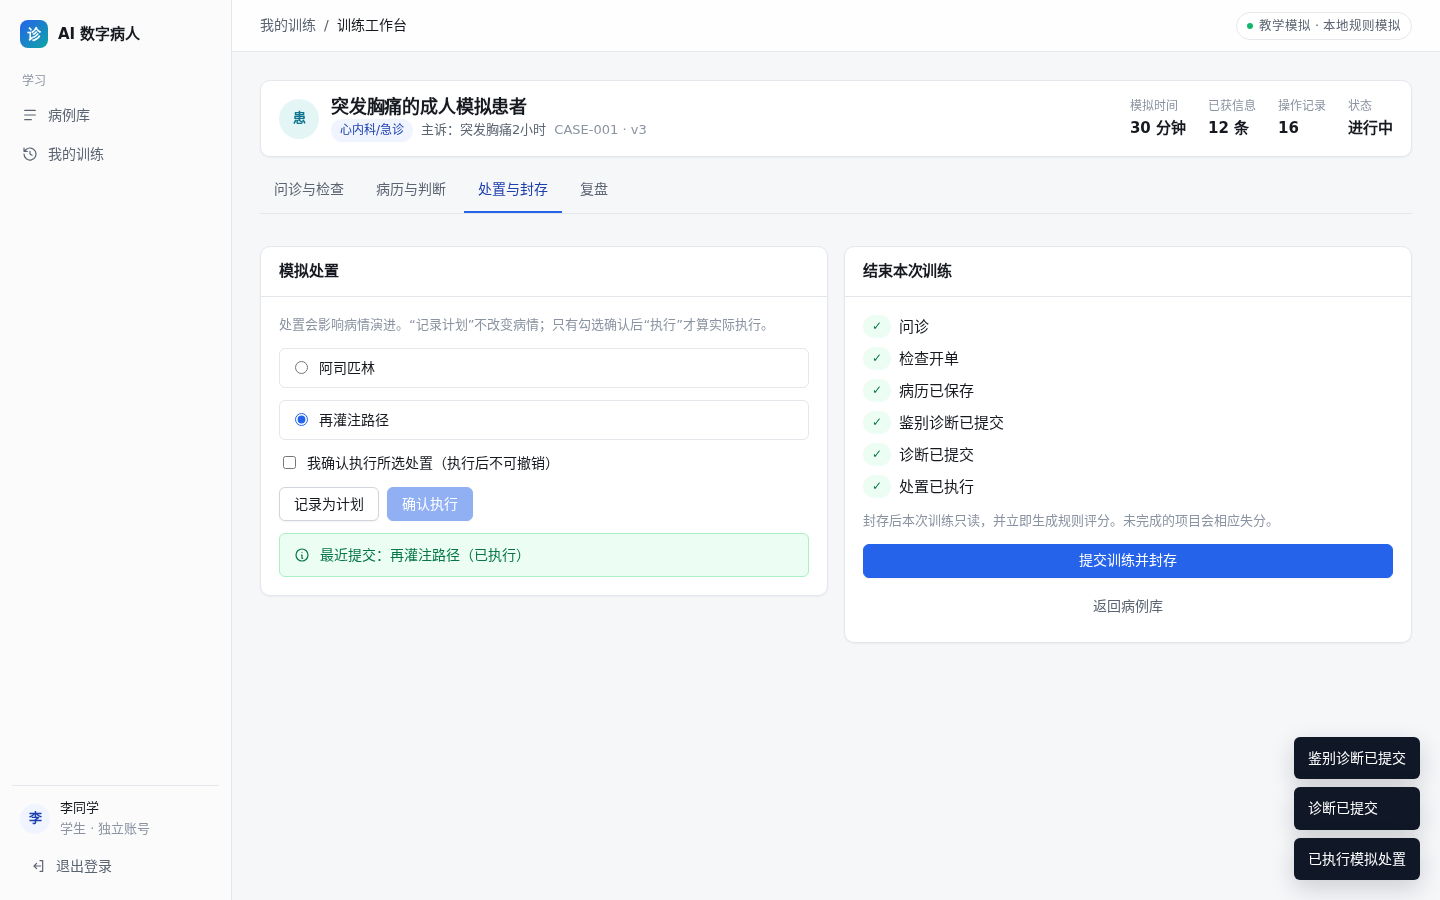 诊 AI 数字病人
学习
病例库
我的训练
李 李同学
学生 · 独立账号
退出登录
我的训练 / 训练工作台
教学模拟 · 本地规则模拟
患
突发胸痛的成人模拟患者
心内科/急诊 主诉：突发胸痛2小时 CASE-001 · v3
模拟时间 已获信息 操作记录 状态
30 分钟 12 条 16 进行中
问诊与检查 病历与判断 处置与封存 复盘
模拟处置
处置会影响病情演进。“记录计划”不改变病情；只有勾选确认后“执行”才算实际执行。
阿司匹林
再灌注路径
我确认执行所选处置（执行后不可撤销）
记录为计划 确认执行
最近提交：再灌注路径（已执行）
结束本次训练
✓ 问诊
✓ 检查开单
✓ 病历已保存
✓ 鉴别诊断已提交
✓ 诊断已提交
✓ 处置已执行
封存后本次训练只读，并立即生成规则评分。未完成的项目会相应失分。
提交训练并封存
返回病例库
鉴别诊断已提交
诊断已提交
已执行模拟处置